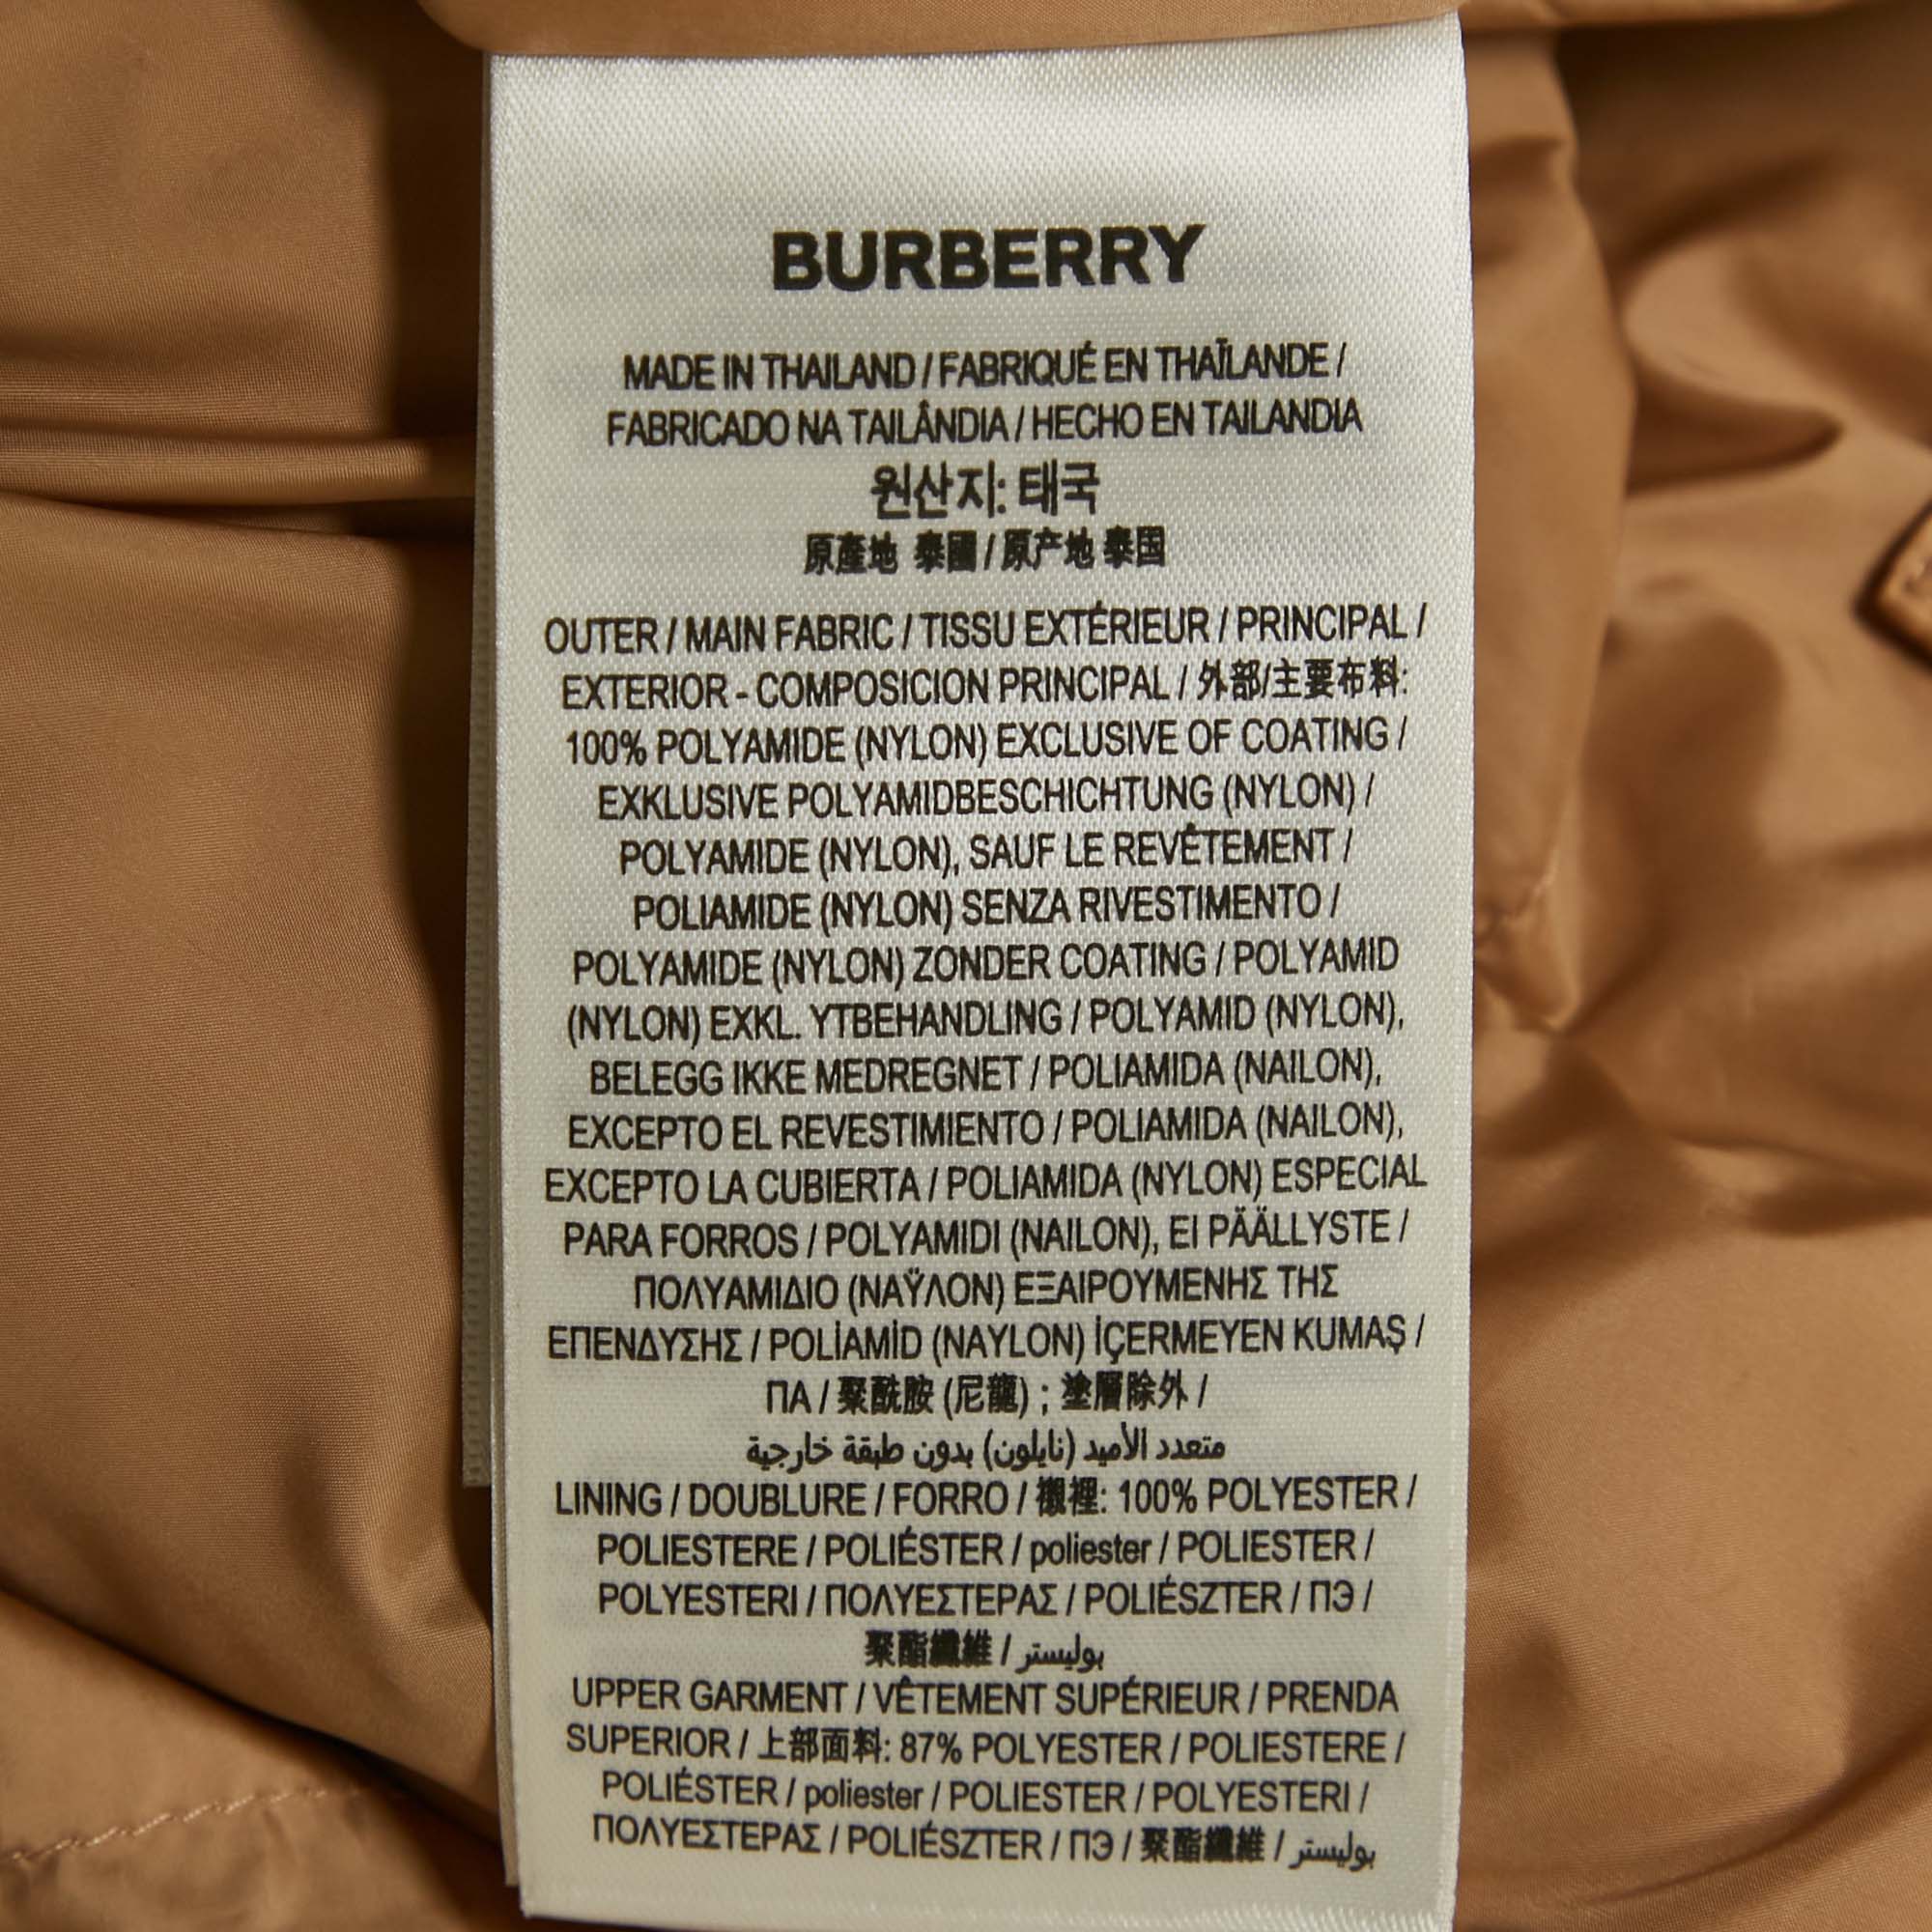 BURBERRY
MADE IN THAILAND / FABRIQUÉ EN THAÏLANDE /
FABRICADO NA TAILÂNDIA / HECHO EN TAILANDIA
원산지: 태국
原產地 泰國 / 原产地 泰国
OUTER / MAIN FABRIC / TISSU EXTÉRIEUR / PRINCIPAL /
EXTERIOR - COMPOSICION PRINCIPAL / 外部/主要布料:
100% POLYAMIDE (NYLON) EXCLUSIVE OF COATING /
EXKLUSIVE POLYAMIDBESCHICHTUNG (NYLON) /
POLYAMIDE (NYLON), SAUF LE REVÊTEMENT /
POLIAMIDE (NYLON) SENZA RIVESTIMENTO /
POLYAMIDE (NYLON) ZONDER COATING / POLYAMID
(NYLON) EXKL. YTBEHANDLING / POLYAMID (NYLON),
BELEGG IKKE MEDREGNET / POLIAMIDA (NAILON),
EXCEPTO EL REVESTIMIENTO / POLIAMIDA (NAILON),
EXCEPTO LA CUBIERTA / POLIAMIDA (NYLON) ESPECIAL
PARA FORROS / POLYAMIDI (NAILON), EI PÄÄLLYSTE /
ΠΟΛΥΑΜΙΔΙΟ (ΝΑΫΛΟΝ) ΕΞΑΙΡΟΥΜΕΝΗΣ ΤΗΣ
ΕΠΕΝΔΥΣΗΣ / POLİAMİD (NAYLON) İÇERMEYEN KUMAŞ /
ПА / 聚酰胺 (尼龍) ; 塗層除外 /
متعدد الأميد (نايلون) بدون طبقة خارجية
LINING / DOUBLURE / FORRO / 襯裡: 100% POLYESTER /
POLIESTERE / POLIÉSTER / poliester / POLIESTER /
POLYESTERI / ΠΟΛΥΕΣΤΕΡΑΣ / POLIÉSZTER / ПЭ /
聚酯纖維 / بوليستر
UPPER GARMENT / VÊTEMENT SUPÉRIEUR / PRENDA
SUPERIOR / 上部面料: 87% POLYESTER / POLIESTERE /
POLIÉSTER / poliester / POLIESTER / POLYESTERI /
ΠΟΛΥΕΣΤΕΡΑΣ / POLIÉSZTER / ПЭ / 聚酯纖維 / بوليستر